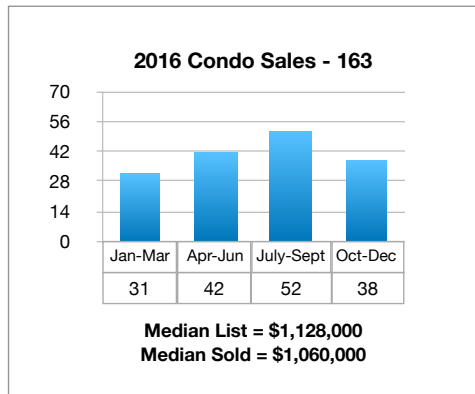 2016 Condo Sales - 163
70
56
42
28
14
0
Jan-Mar Apr-Jun July-Sept Oct-Dec
31 42 52 38
Median List = $1,128,000
Median Sold = $1,060,000